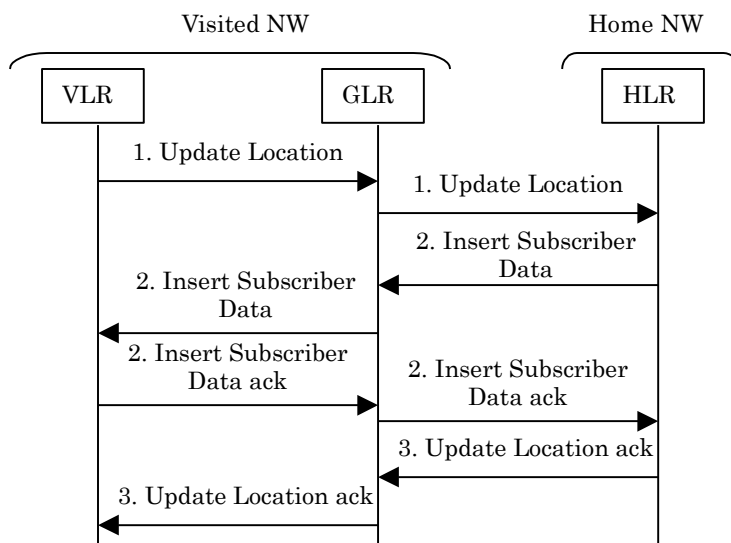 Visited NW
Home NW
VLR
GLR
HLR
1. Update Location
1. Update Location
2. Insert Subscriber
Data
2. Insert Subscriber
Data
2. Insert Subscriber
Data ack
2. Insert Subscriber
Data ack
3. Update Location ack
3. Update Location ack